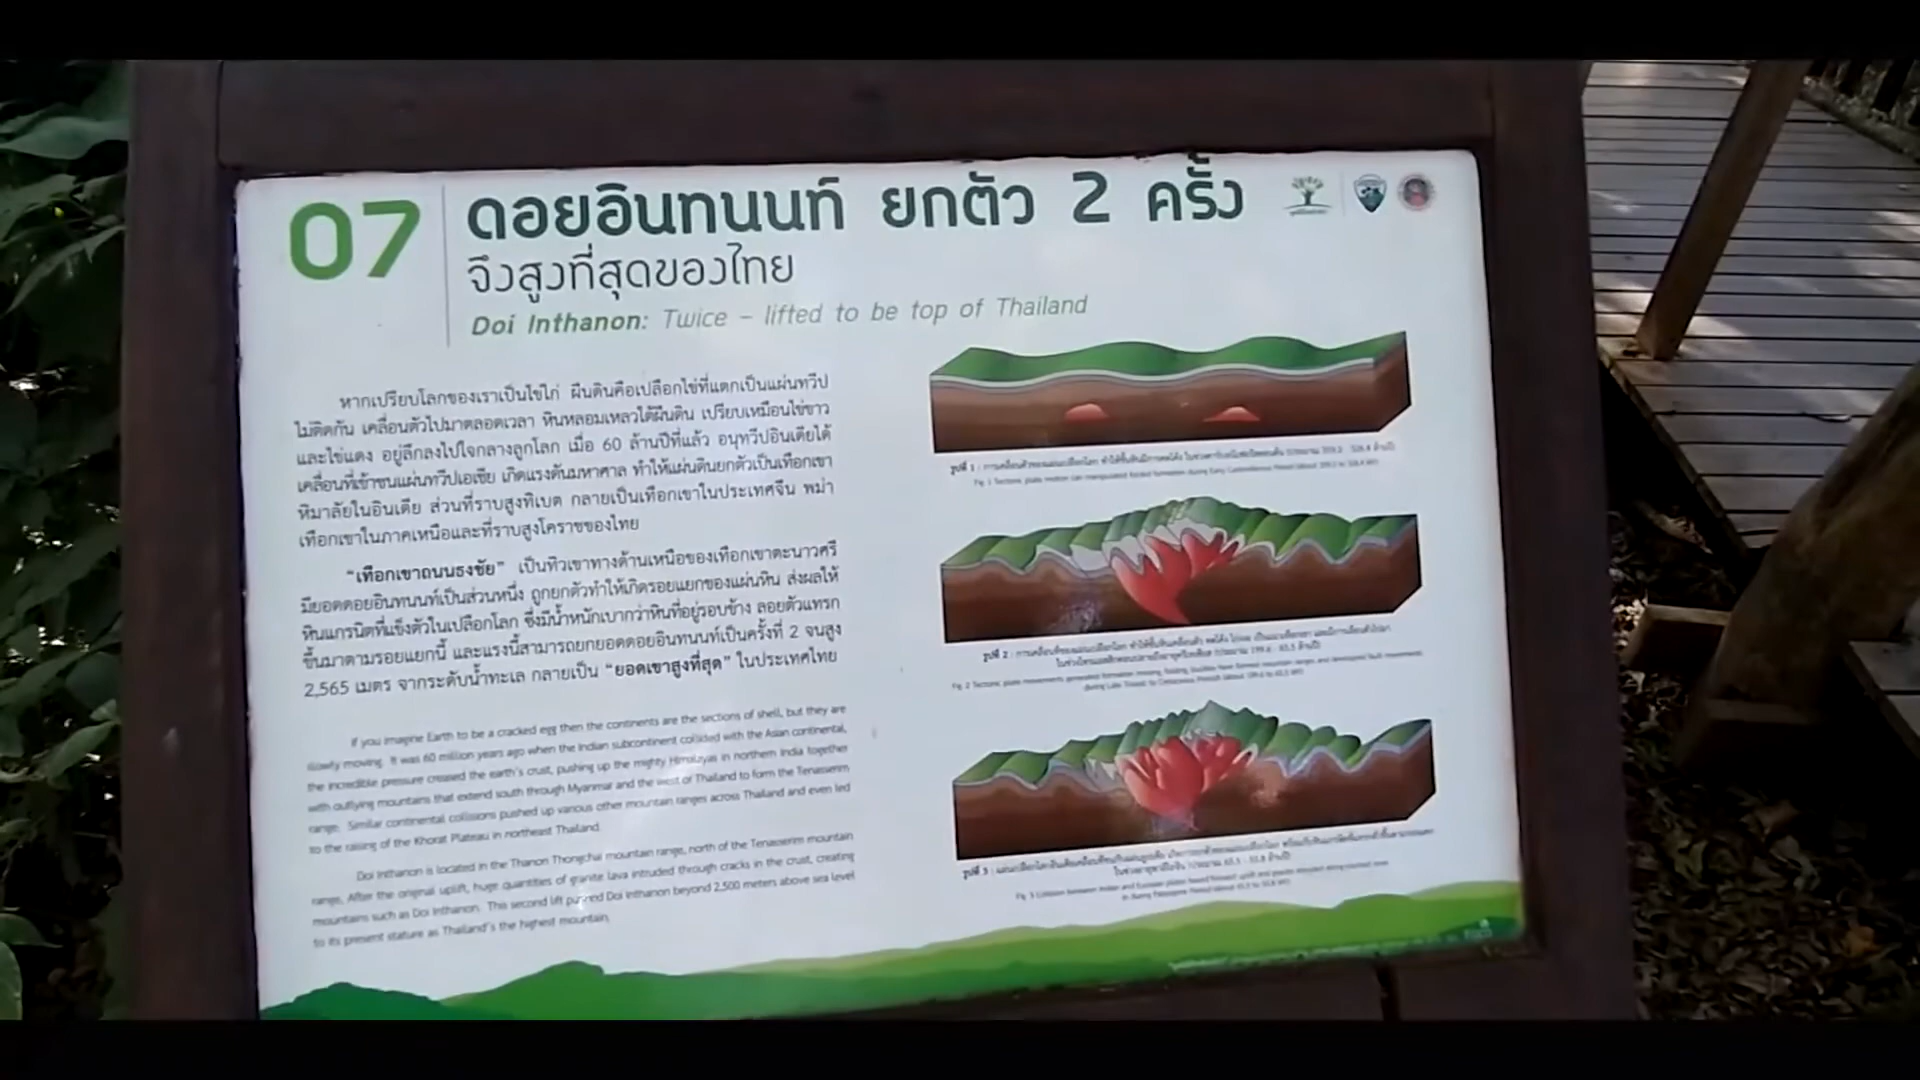 07
ดอยอินทนนท์ ยกตัว 2 ครั้ง
จึงสูงที่สุดของไทย
Doi Inthanon: Twice – lifted to be top of Thailand
หากเปรียบโลกของเราเป็นไข่ไก่ ผืนดินคือเปลือกไข่ที่แตกเป็นแผ่นทวีป
ไม่ติดกัน เคลื่อนตัวไปมาตลอดเวลา หินหลอมเหลวใต้ผืนดิน เปรียบเหมือนไข่ขาว
และไข่แดง อยู่ลึกลงไปใจกลางลูกโลก เมื่อ 60 ล้านปีที่แล้ว อนุทวีปอินเดียได้
เคลื่อนที่เข้าชนแผ่นทวีปเอเชีย เกิดแรงดันมหาศาล ทำให้แผ่นดินยกตัวเป็นเทือกเขา
หิมาลัยในอินเดีย ส่วนที่ราบสูงทิเบต กลายเป็นเทือกเขาในประเทศจีน พม่า
เทือกเขาในภาคเหนือและที่ราบสูงโคราชของไทย
“เทือกเขาถนนธงชัย” เป็นทิวเขาทางด้านเหนือของเทือกเขาตะนาวศรี
มียอดดอยอินทนนท์เป็นส่วนหนึ่ง ถูกยกตัวทำให้เกิดรอยแยกของแผ่นหิน ส่งผลให้
หินแกรนิตที่แข็งตัวในเปลือกโลก ซึ่งมีน้ำหนักเบากว่าหินที่อยู่รอบข้าง ลอยตัวแทรก
ขึ้นมาตามรอยแยกนี้ และแรงนี้สามารถยกยอดดอยอินทนนท์เป็นครั้งที่ 2 จนสูง
2,565 เมตร จากระดับน้ำทะเล กลายเป็น “ยอดเขาสูงที่สุด” ในประเทศไทย
If you imagine Earth to be a cracked egg then the continents are the sections of shell, but they are
slowly moving. It was 60 million years ago when the Indian subcontinent collided with the Asian continental,
the incredible pressure creased the earth's crust, pushing up the mighty Himalayas in northern India together
with outlying mountains that extend south through Myanmar and the west of Thailand to form the Tenasserim
range. Similar continental collisions pushed up various other mountain ranges across Thailand and even led
to the raising of the Khorat Plateau in northeast Thailand.
Doi Inthanon is located in the Thanon Thongchai mountain range, north of the Tenasserim mountain
range. After the original uplift, huge quantities of granite lava intruded through cracks in the crust, creating
mountains such as Doi Inthanon. This second lift pushed Doi Inthanon beyond 2,500 meters above sea level
to its present stature as Thailand's the highest mountain.
รูปที่ 1 :
รูปที่ 2 :
รูปที่ 3 :